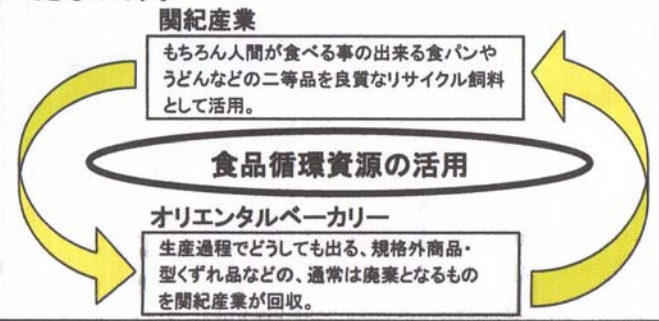 関紀産業
もちろん人間が食べる事の出来る食パンや
うどんなどの二等品を良質なリサイクル飼料
として活用。
食品循環資源の活用
オリエンタルベーカリー
生産過程でどうしても出る、規格外商品・
型くずれ品などの、通常は廃棄となるもの
を関紀産業が回収。